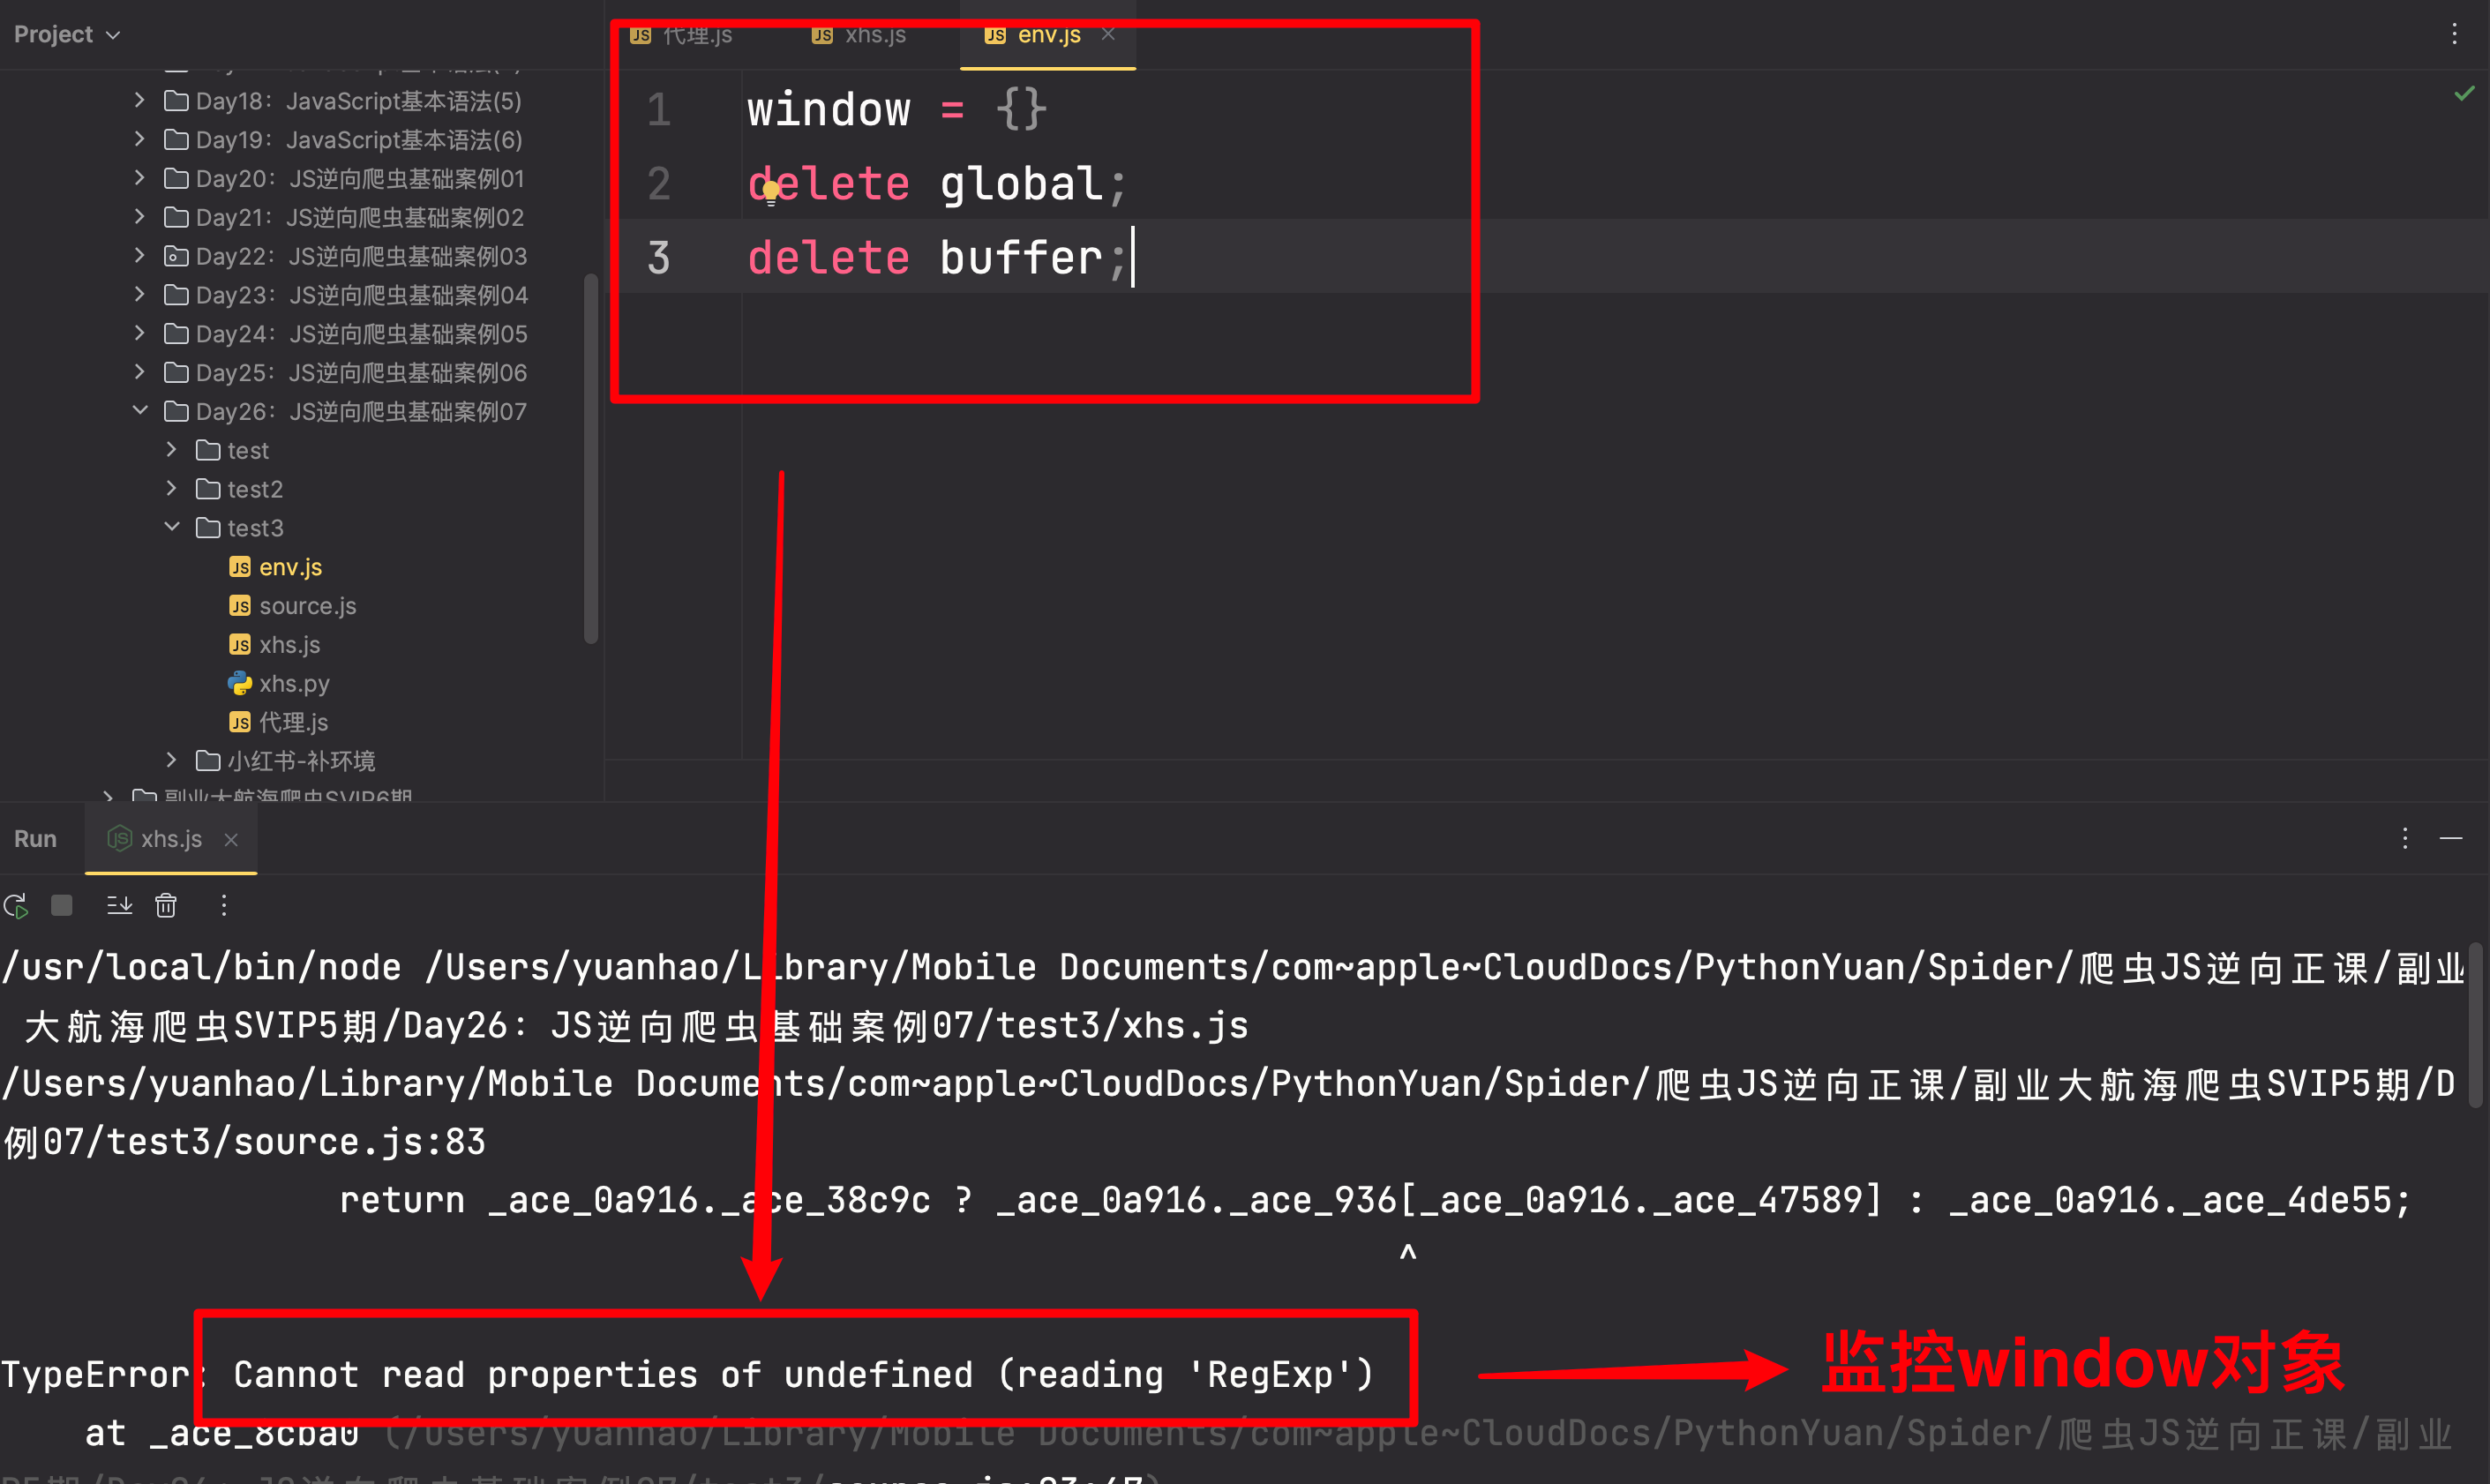 Project
代理.js
xhs.js
env.js
Day18：JavaScript基本语法(5)
Day19：JavaScript基本语法(6)
Day20：JS逆向爬虫基础案例01
Day21：JS逆向爬虫基础案例02
Day22：JS逆向爬虫基础案例03
Day23：JS逆向爬虫基础案例04
Day24：JS逆向爬虫基础案例05
Day25：JS逆向爬虫基础案例06
Day26：JS逆向爬虫基础案例07
test
test2
test3
env.js
source.js
xhs.js
xhs.py
代理.js
小红书-补环境
副业大航海爬虫SVIP6期
1 window = {}
2 delete global;
3 delete buffer;
Run
xhs.js
/usr/local/bin/node /Users/yuanhao/Library/Mobile Documents/com~apple~CloudDocs/PythonYuan/Spider/爬虫JS逆向正课/副业
大航海爬虫SVIP5期/Day26：JS逆向爬虫基础案例07/test3/xhs.js
/Users/yuanhao/Library/Mobile Documents/com~apple~CloudDocs/PythonYuan/Spider/爬虫JS逆向正课/副业大航海爬虫SVIP5期/D
例07/test3/source.js:83
return _ace_0a916._ace_38c9c ? _ace_0a916._ace_936[_ace_0a916._ace_47589] : _ace_0a916._ace_4de55;
^
TypeError: Cannot read properties of undefined (reading 'RegExp')
监控window对象
at _ace_8cba0 (/Users/yuanhao/Library/Mobile Documents/com~apple~CloudDocs/PythonYuan/Spider/爬虫JS逆向正课/副业